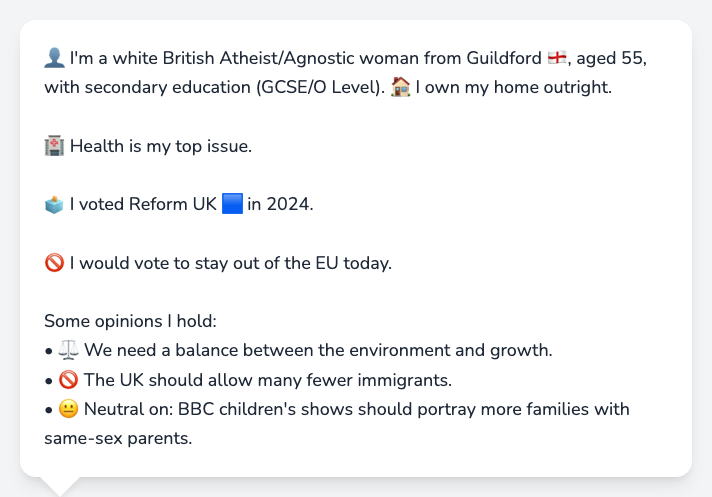 👤 I'm a white British Atheist/Agnostic woman from Guildford 🏴󠁧󠁢󠁥󠁮󠁧󠁿, aged 55,
with secondary education (GCSE/O Level). 🏠 I own my home outright.
🏥 Health is my top issue.
🗳️ I voted Reform UK 🟦 in 2024.
🚫 I would vote to stay out of the EU today.
Some opinions I hold:
• ⚖️ We need a balance between the environment and growth.
• 🚫 The UK should allow many fewer immigrants.
• 😐 Neutral on: BBC children's shows should portray more families with
same-sex parents.